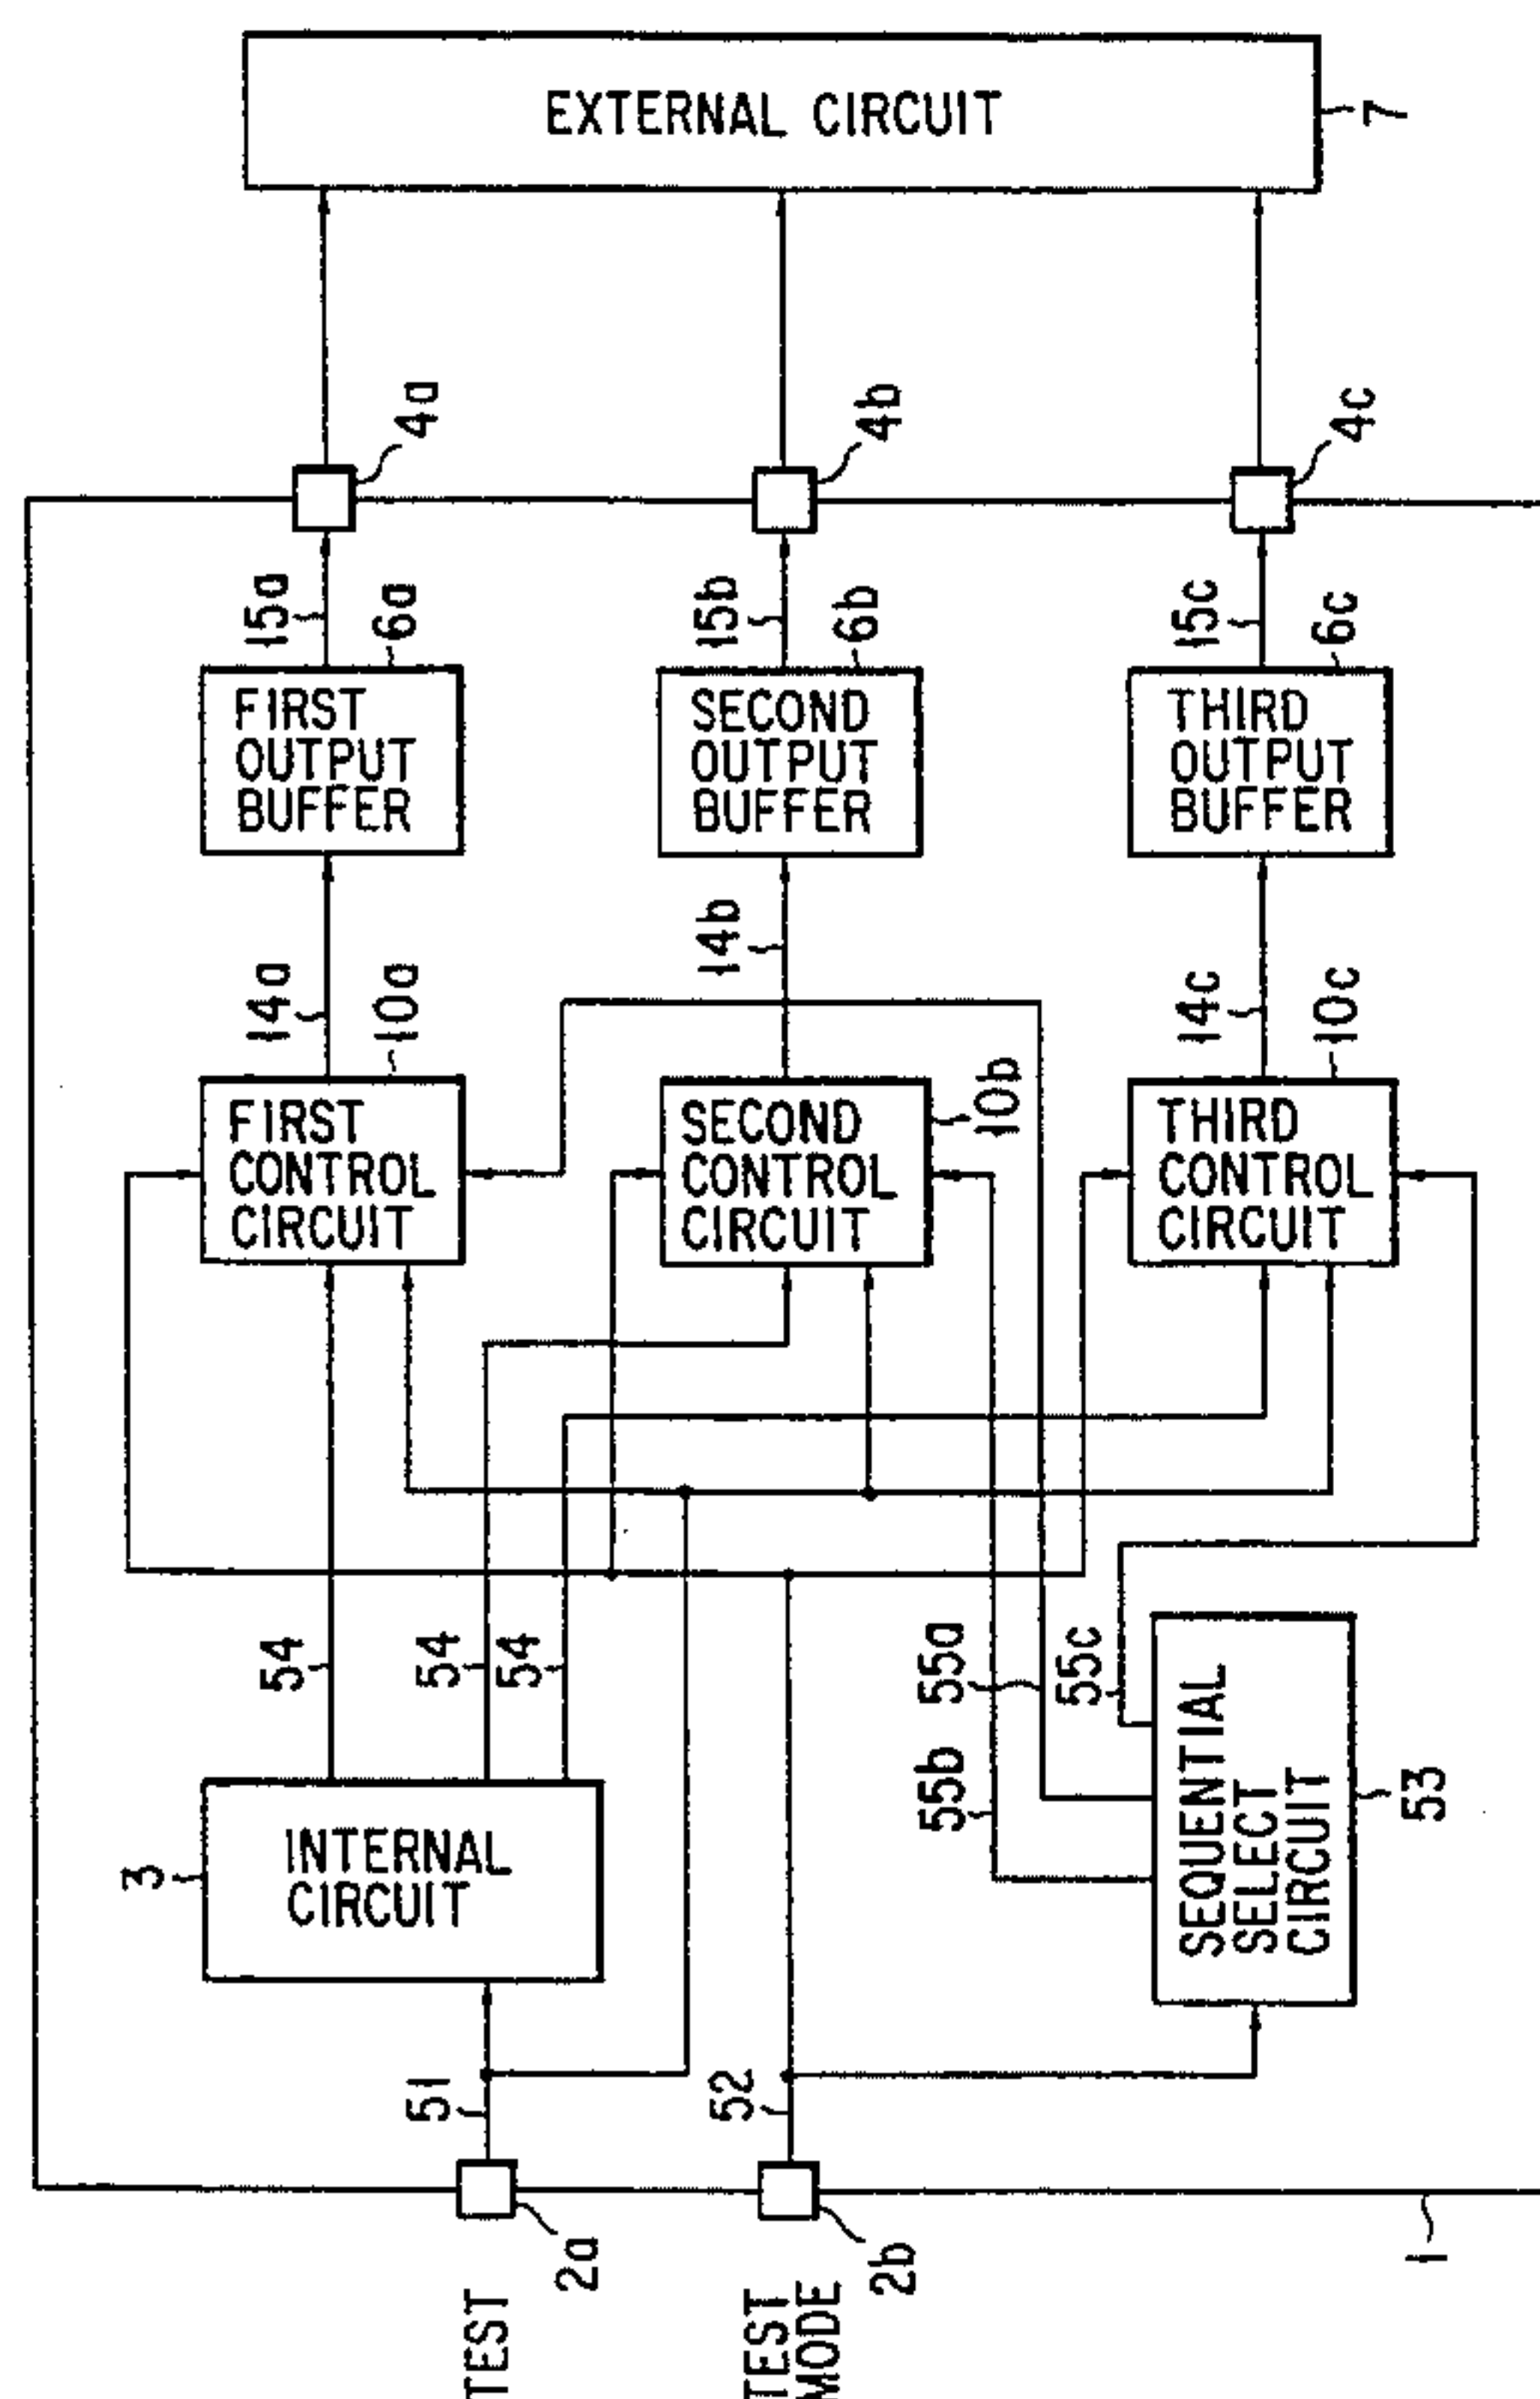 EXTERNAL CIRCUIT
7
4a
4b
4c
15a
6a
15b
6b
15c
6c
FIRST
OUTPUT
BUFFER
SECOND
OUTPUT
BUFFER
THIRD
OUTPUT
BUFFER
14a
10a
14b
14c
10c
FIRST
CONTROL
CIRCUIT
SECOND
CONTROL
CIRCUIT
10b
THIRD
CONTROL
CIRCUIT
54
54
54
55a
55c
55b
3
INTERNAL
CIRCUIT
SEQUENTIAL
SELECT
CIRCUIT
53
51
52
2a
2b
1
TEST
TEST
MODE